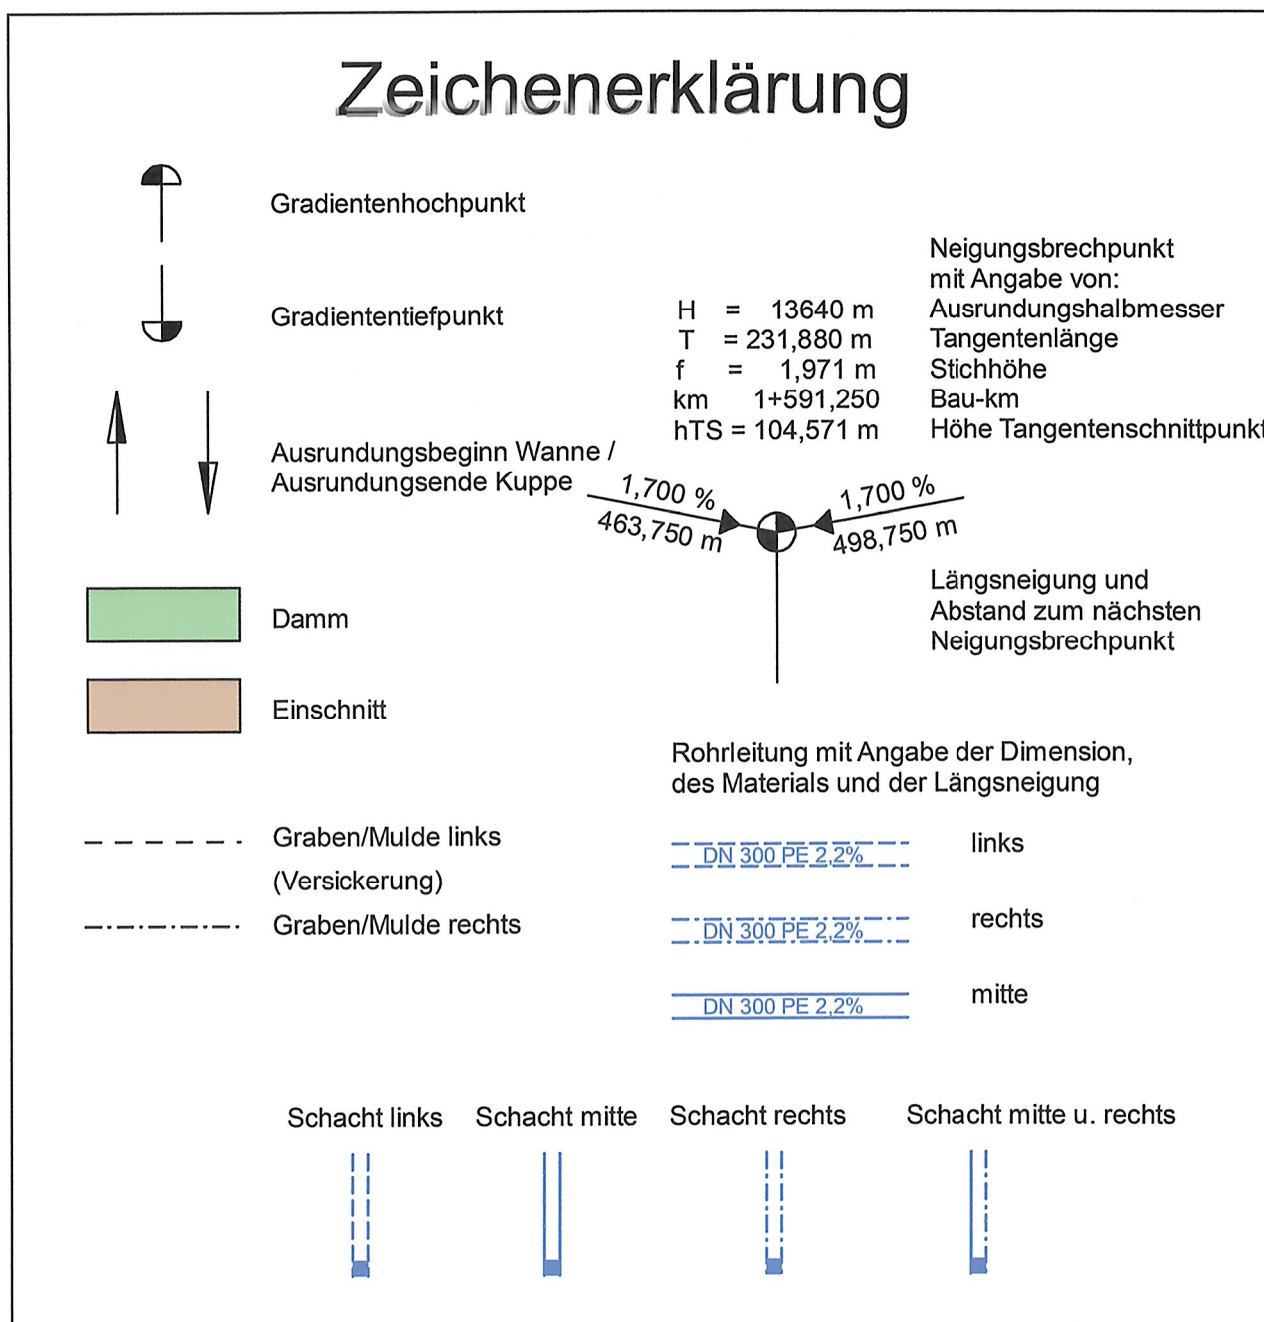 Zeichenerklärung
Gradientenhochpunkt
Gradiententiefpunkt
Ausrundungsbeginn Wanne /
Ausrundungsende Kuppe
Damm
Einschnitt
Graben/Mulde links
(Versickerung)
Graben/Mulde rechts
Neigungsbrechpunkt
mit Angabe von:
H = 13640 m Ausrundungshalbmesser
T = 231,880 m Tangentenlänge
f = 1,971 m Stichhöhe
km 1+591,250 Bau-km
hTS = 104,571 m Höhe Tangentenschnittpunkt
1,700 %
463,750 m
1,700 %
498,750 m
Längsneigung und
Abstand zum nächsten
Neigungsbrechpunkt
Rohrleitung mit Angabe der Dimension,
des Materials und der Längsneigung
DN 300 PE 2,2% links
DN 300 PE 2,2% rechts
DN 300 PE 2,2% mitte
Schacht links Schacht mitte Schacht rechts Schacht mitte u. rechts